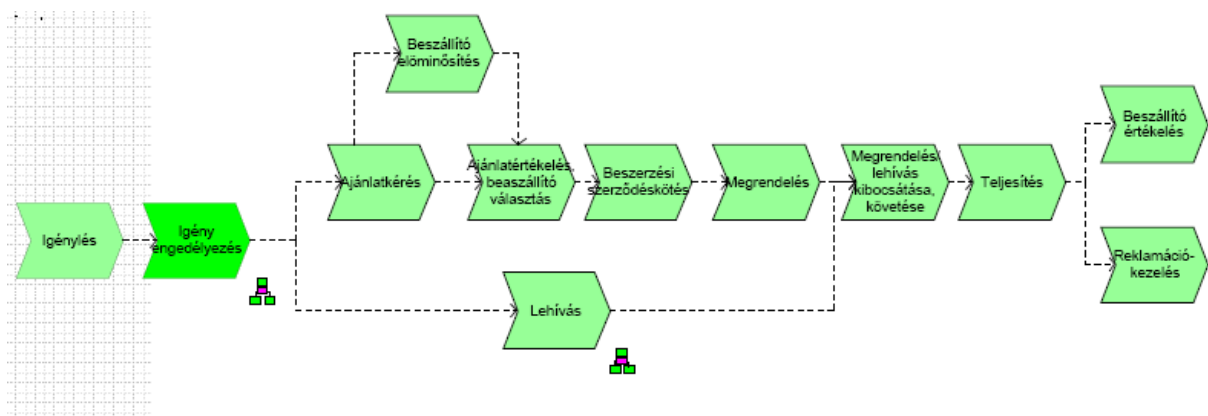 Beszállító
előminősítés
Ajánlatkérés
Ajánlatértékelés,
beaszállító
választás
Beszerzési
szerződéskötés
Megrendelés
Megrendelés/
lehívás
kibocsátása,
követése
Teljesítés
Beszállító
értékelés
Reklamáció-
kezelés
Igénylés
Igény
engedélyezés
Lehívás